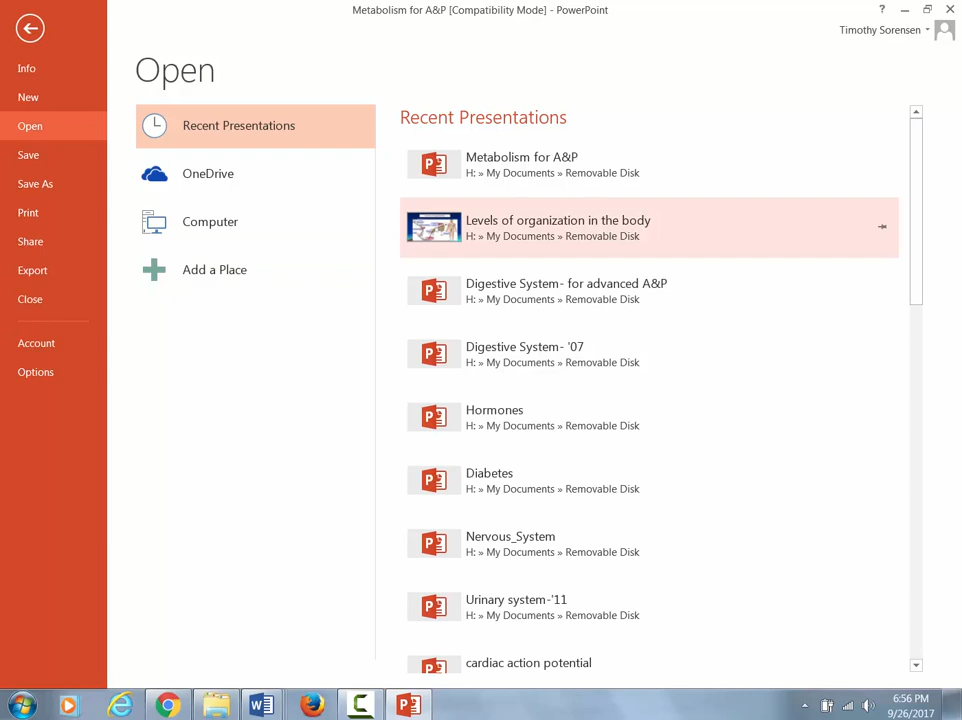 Metabolism for A&P [Compatibility Mode] - PowerPoint
?
Timothy Sorensen
Info
New
Open
Save
Save As
Print
Share
Export
Close
Account
Options
Open
Recent Presentations
OneDrive
Computer
Add a Place
Recent Presentations
Metabolism for A&P
H: » My Documents » Removable Disk
Levels of organization in the body
H: » My Documents » Removable Disk
Digestive System- for advanced A&P
H: » My Documents » Removable Disk
Digestive System- '07
H: » My Documents » Removable Disk
Hormones
H: » My Documents » Removable Disk
Diabetes
H: » My Documents » Removable Disk
Nervous_System
H: » My Documents » Removable Disk
Urinary system-'11
H: » My Documents » Removable Disk
cardiac action potential
6:56 PM
9/26/2017